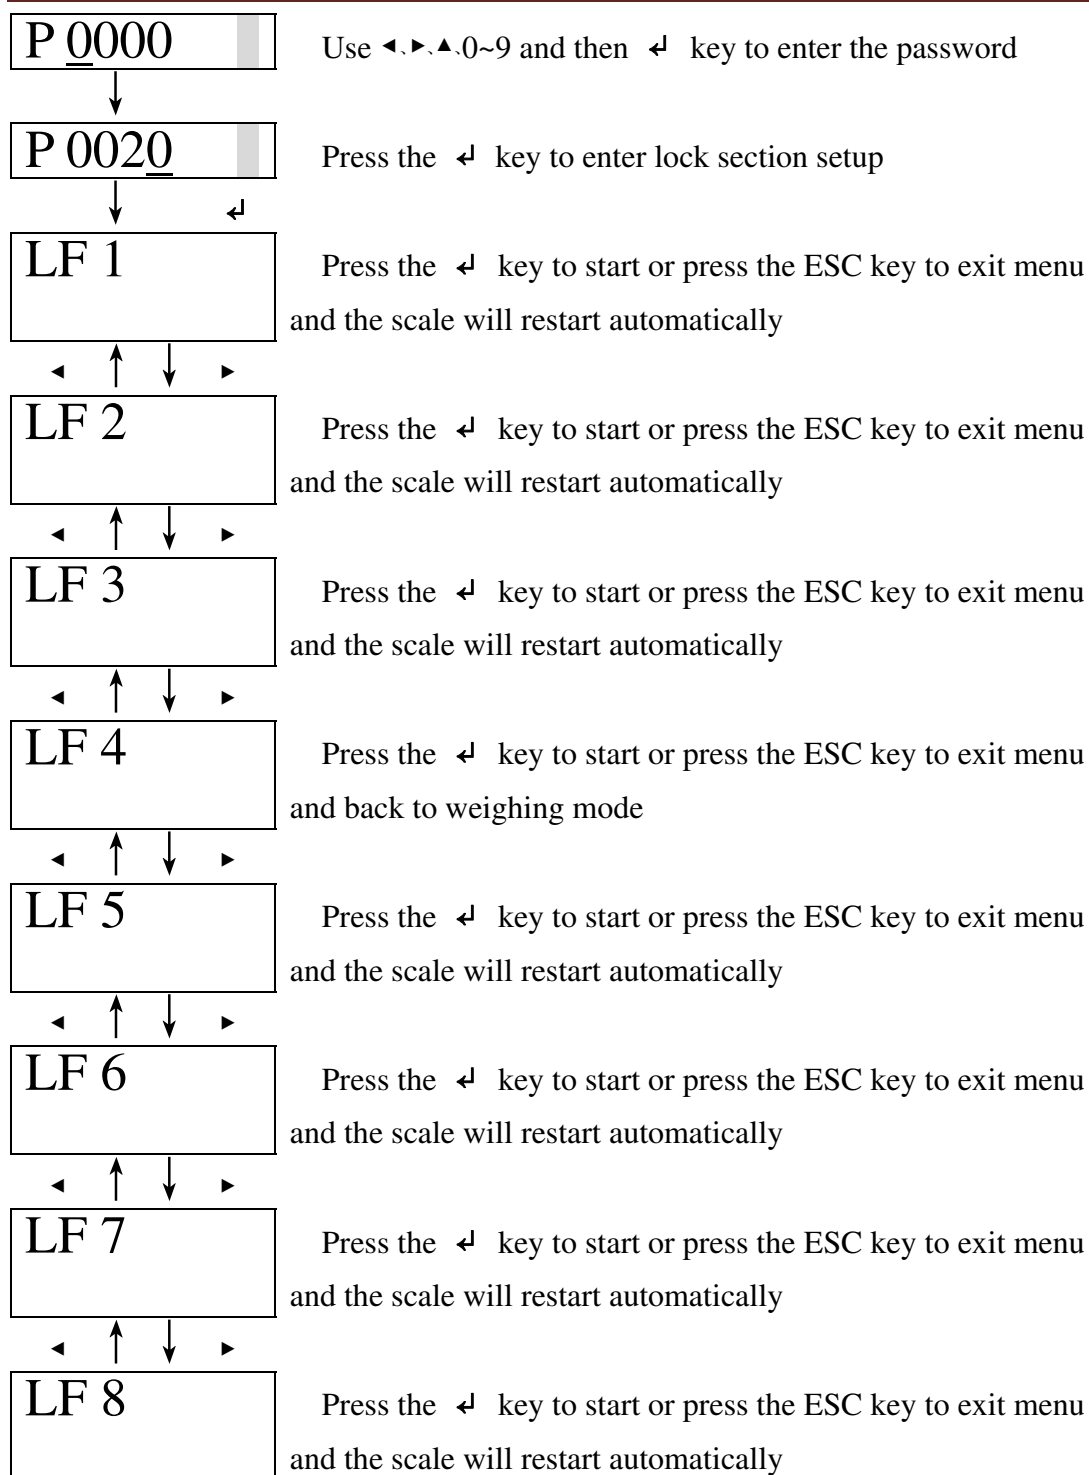 P 0000 Use ◄、►、▲、0~9 and then ↲ key to enter the password
P 0020 Press the ↲ key to enter lock section setup
↲
LF 1 Press the ↲ key to start or press the ESC key to exit menu
and the scale will restart automatically
◄ ►
LF 2 Press the ↲ key to start or press the ESC key to exit menu
and the scale will restart automatically
◄ ►
LF 3 Press the ↲ key to start or press the ESC key to exit menu
and the scale will restart automatically
◄ ►
LF 4 Press the ↲ key to start or press the ESC key to exit menu
and back to weighing mode
◄ ►
LF 5 Press the ↲ key to start or press the ESC key to exit menu
and the scale will restart automatically
◄ ►
LF 6 Press the ↲ key to start or press the ESC key to exit menu
and the scale will restart automatically
◄ ►
LF 7 Press the ↲ key to start or press the ESC key to exit menu
and the scale will restart automatically
◄ ►
LF 8 Press the ↲ key to start or press the ESC key to exit menu
and the scale will restart automatically